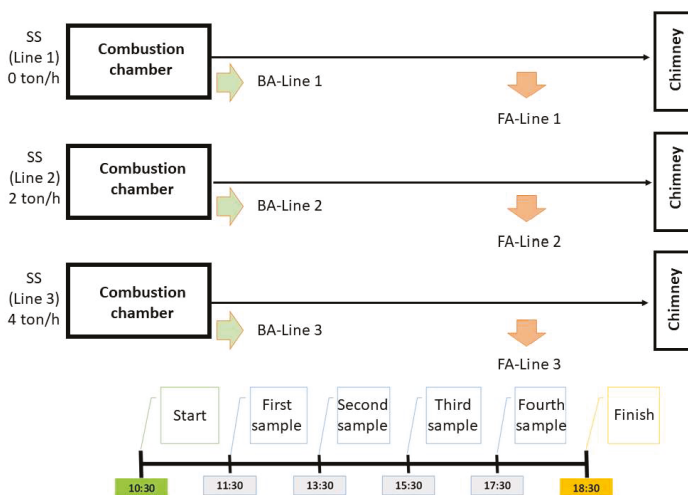 SS
(Line 1)
0 ton/h
Combustion
chamber
BA-Line 1
FA-Line 1
Chimney
SS
(Line 2)
2 ton/h
Combustion
chamber
BA-Line 2
FA-Line 2
Chimney
SS
(Line 3)
4 ton/h
Combustion
chamber
BA-Line 3
FA-Line 3
Chimney
Start
First
sample
Second
sample
Third
sample
Fourth
sample
Finish
10:30
11:30
13:30
15:30
17:30
18:30